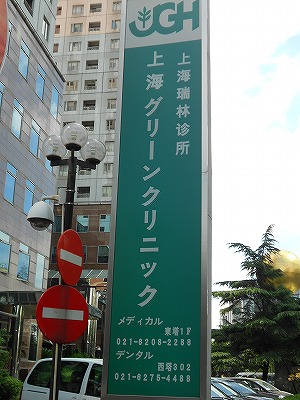 JGH
上海瑞林诊所
上海グリーンクリニック
メディカル
東塔1F
021-6208-2288
デンタル
西塔302
021-6275-4488